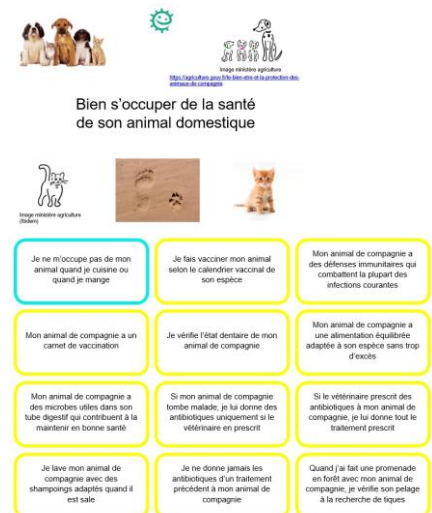 Image ministère agriculture
https://agriculture.gouv.fr/le-bien-etre-et-la-protection-des-
animaux-de-compagnie
Bien s'occuper de la santé
de son animal domestique
Image ministère agriculture
Je ne m'occupe pas de mon
animal quand je cuisine ou
quand je mange
Je fais vacciner mon animal
selon le calendrier vaccinal de
son espèce
Mon animal de compagnie a
des défenses immunitaires qui
combattent la plupart des
infections courantes
Mon animal de compagnie a un
carnet de vaccination
Je vérifie l'état dentaire de mon
animal de compagnie
Mon animal de compagnie a
une alimentation équilibrée
adaptée à son espèce sans trop
d'excès
Mon animal de compagnie a
des microbes utiles dans son
tube digestif qui contribuent à la
maintenir en bonne santé
Si mon animal de compagnie
tombe malade, je lui donne des
antibiotiques uniquement si le
vétérinaire en prescrit
Si le vétérinaire prescrit des
antibiotiques à mon animal de
compagnie, je lui donne tout le
traitement prescrit
Je lave mon animal de
compagnie avec des
shampoings adaptés quand il
est sale
Je ne donne jamais les
antibiotiques d'un traitement
précédent à mon animal de
compagnie
Quand j'ai fait une promenade
en forêt avec mon animal de
compagnie, je vérifie son pelage
à la recherche de tiques